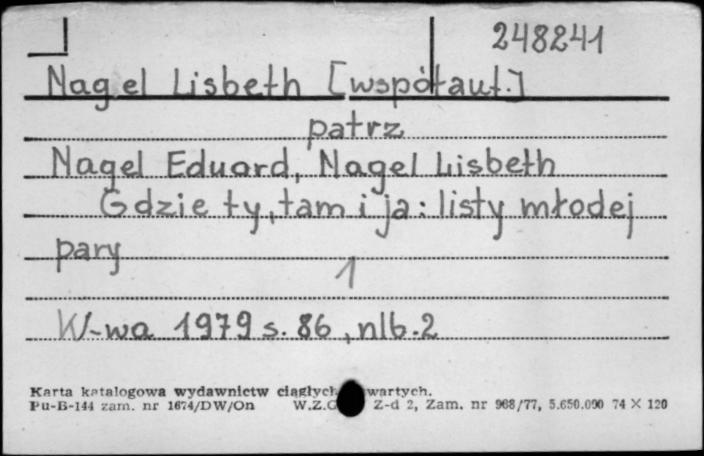 248241
Nagel Lisbeth [współaut.]
patrz
Nagel Eduard, Nagel Lisbeth
Gdzie ty, tam i ja : listy młodej
pary
1
W-wa 1979 s. 86, nlb. 2
Karta katalogowa wydawnictw ciągłych wartych.
Pu-B-144 zam. nr 1674/DW/On W.Z.G Z-d 2, Zam. nr 968/77, 5.650.000 74 X 120